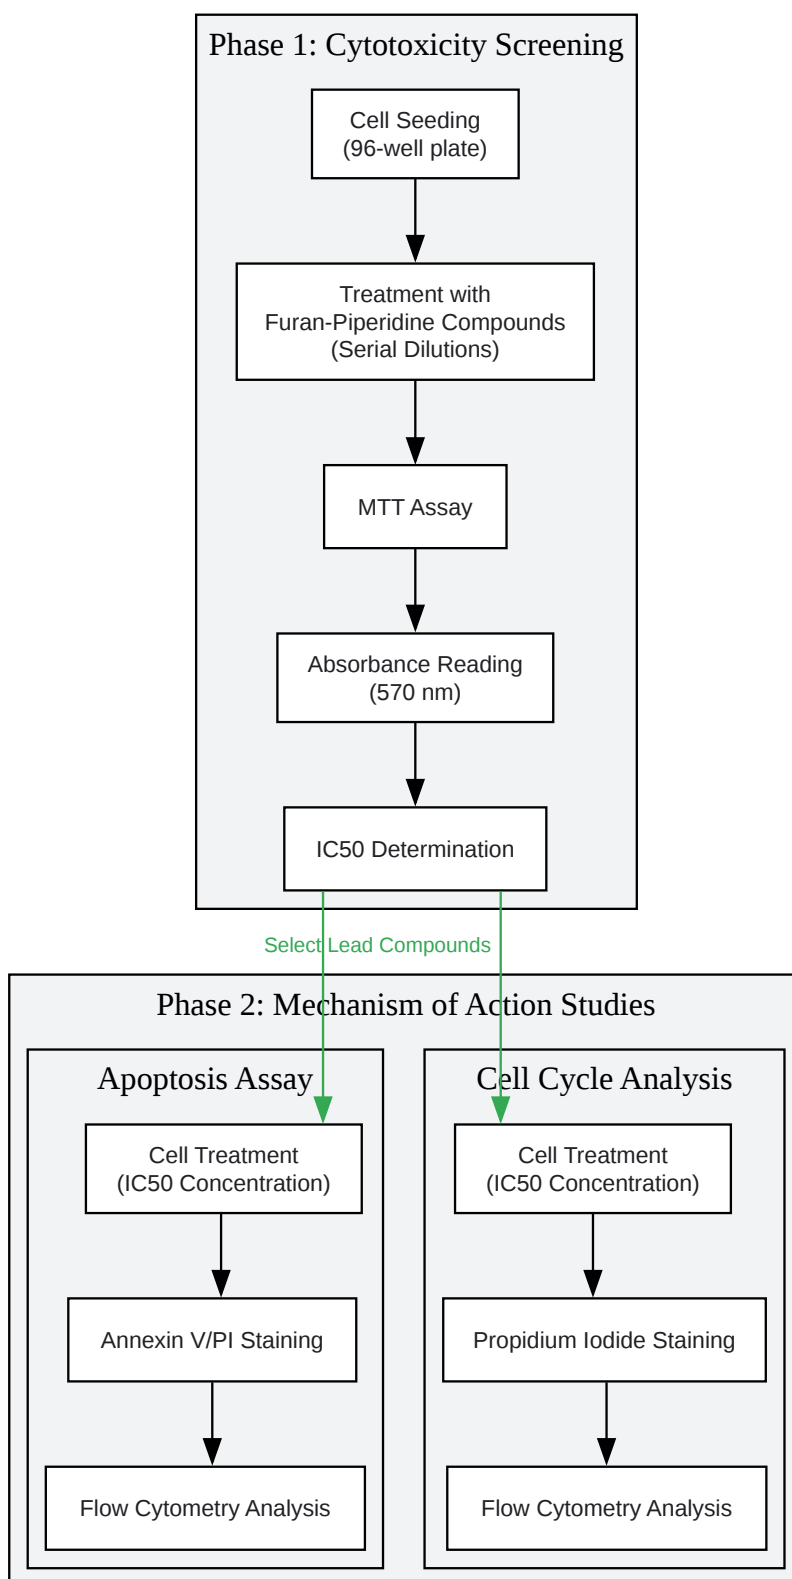 Phase 1: Cytotoxicity Screening
Cell Seeding
(96-well plate)
Treatment with
Furan-Piperidine Compounds
(Serial Dilutions)
MTT Assay
Absorbance Reading
(570 nm)
IC50 Determination
Select Lead Compounds
Phase 2: Mechanism of Action Studies
Apoptosis Assay
Cell Treatment
(IC50 Concentration)
Annexin V/PI Staining
Flow Cytometry Analysis
Cell Cycle Analysis
Cell Treatment
(IC50 Concentration)
Propidium Iodide Staining
Flow Cytometry Analysis